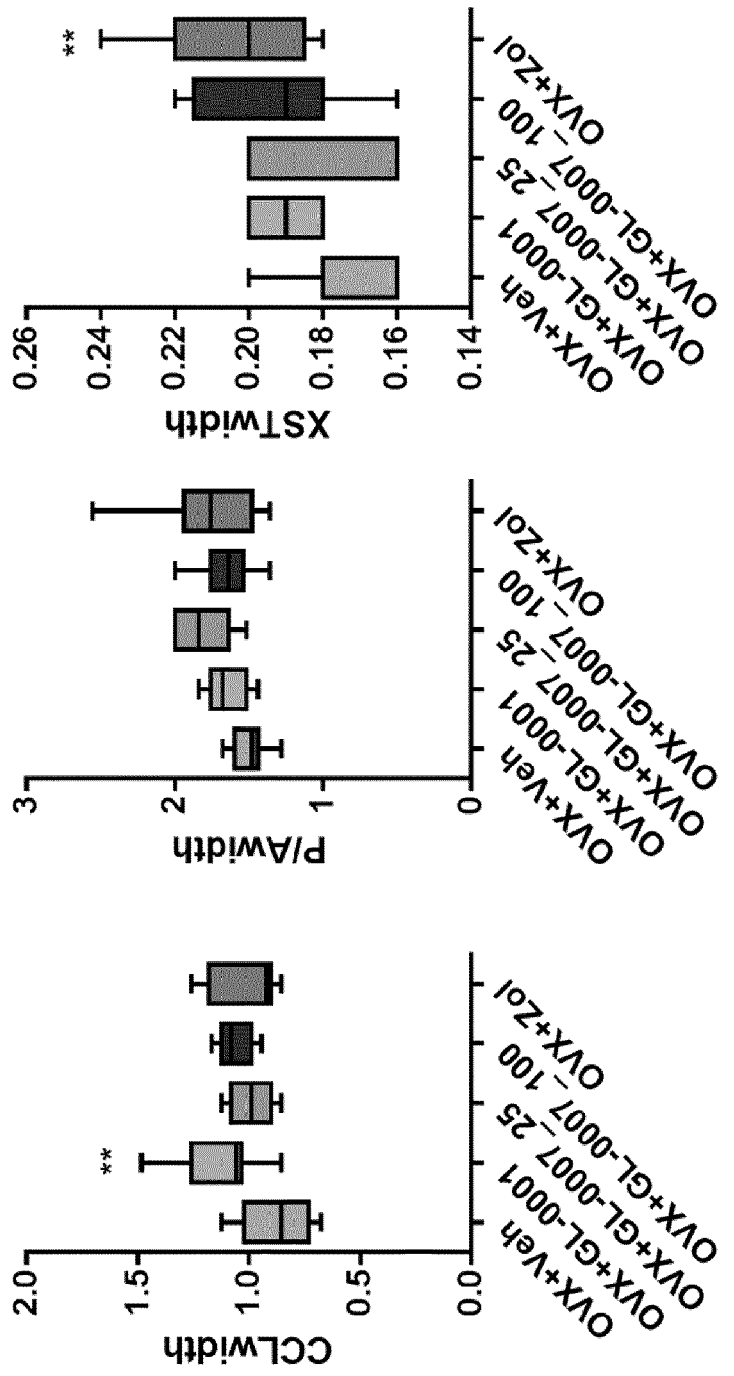 CCLwidth
2.0
1.5
1.0
0.5
0.0
**
OVX+Veh
OVX+GL-0001
OVX+GL-0007_25
OVX+GL-0007_100
OVX+Zol
P/Awidth
3
2
1
0
OVX+Veh
OVX+GL-0001
OVX+GL-0007_25
OVX+GL-0007_100
OVX+Zol
XSTwidth
0.26
0.24
0.22
0.20
0.18
0.16
0.14
**
OVX+Veh
OVX+GL-0001
OVX+GL-0007_25
OVX+GL-0007_100
OVX+Zol